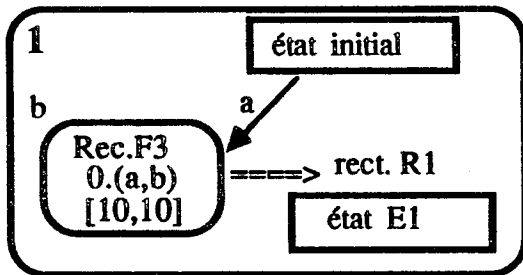 1
état initial
a
b
Rec.F3
0.(a,b)
[10,10]
====> rect. R1
état E1